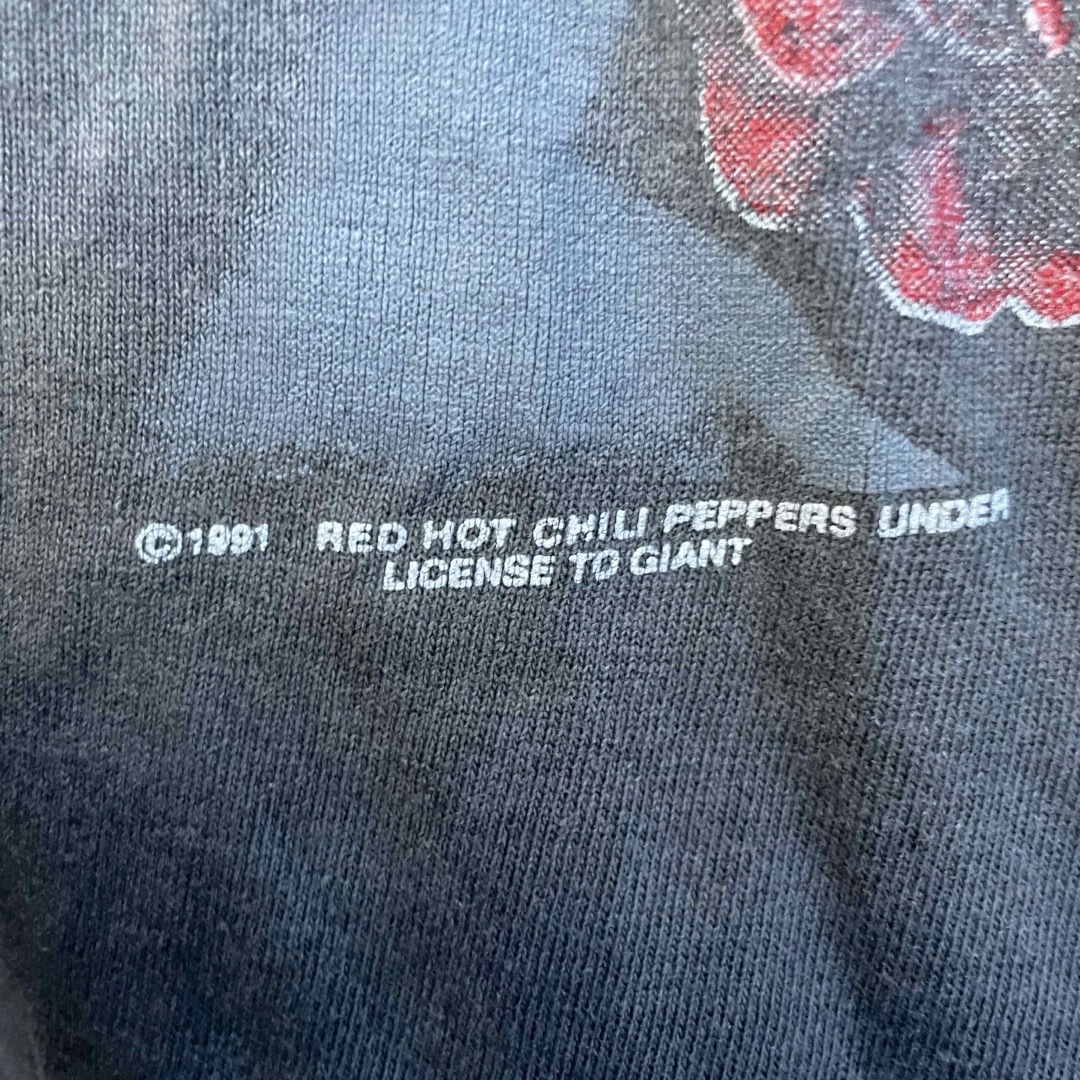 ©1991 RED HOT CHILI PEPPERS UNDER
LICENSE TO GIANT